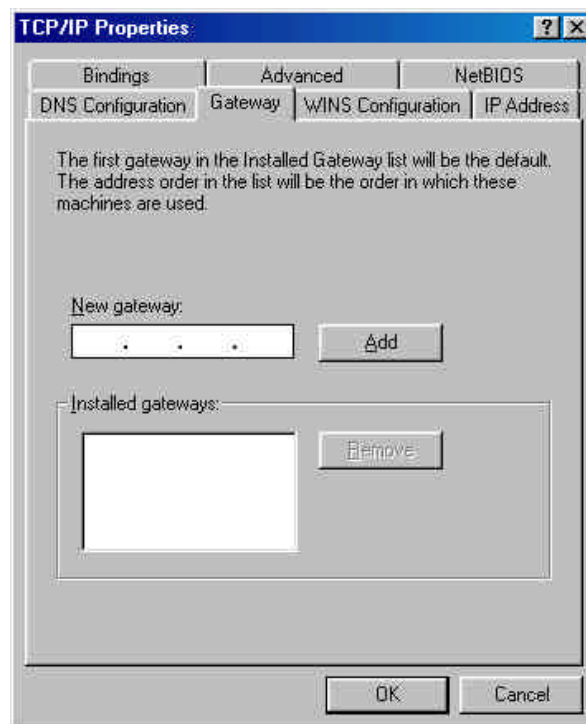 TCP/IP Properties
Bindings
Advanced
NetBIOS
DNS Configuration
Gateway
WINS Configuration
IP Address
The first gateway in the Installed Gateway list will be the default.
The address order in the list will be the order in which these
machines are used.
New gateway:
. . .
Add
Installed gateways:
Remove
OK
Cancel